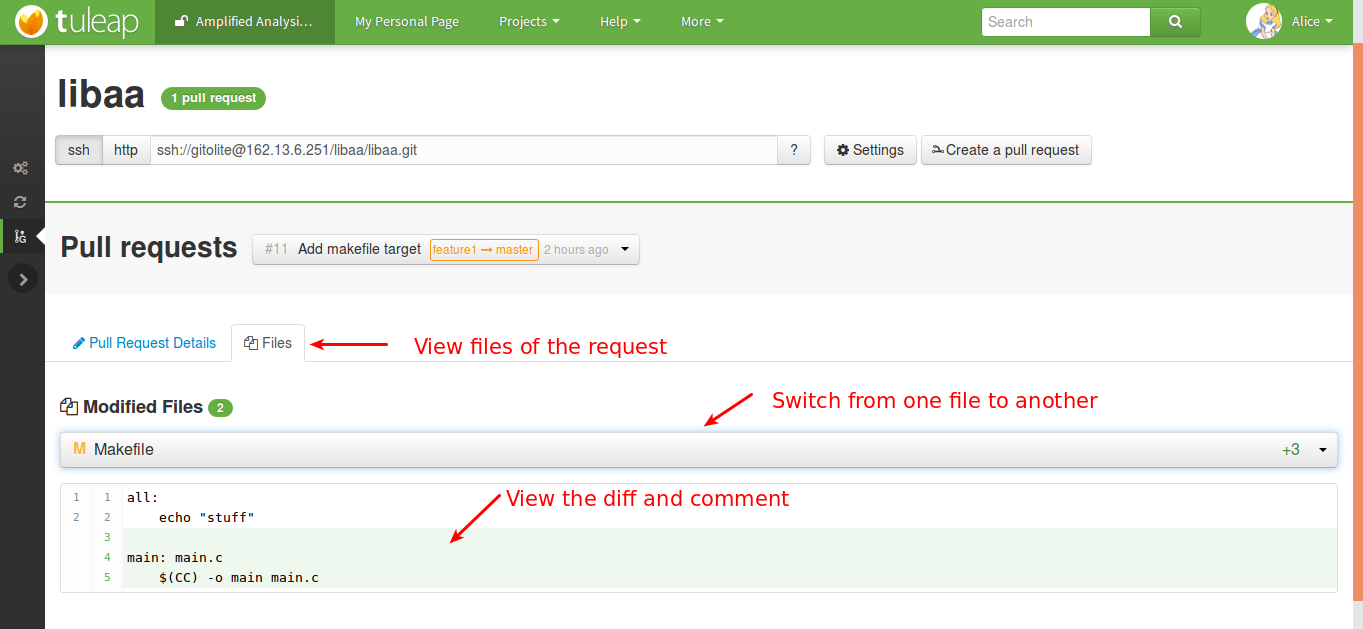 tuleap Amplified Analysi... My Personal Page Projects Help More Search Alice
libaa 1 pull request
ssh http ssh://gitolite@162.13.6.251/libaa/libaa.git ? Settings Create a pull request
Pull requests #11 Add makefile target feature1 → master 2 hours ago
Pull Request Details Files View files of the request
Switch from one file to another
Modified Files 2
M Makefile +3
View the diff and comment
1 1 all:
2 2     echo "stuff"
3
4 main: main.c
5     $(CC) -o main main.c